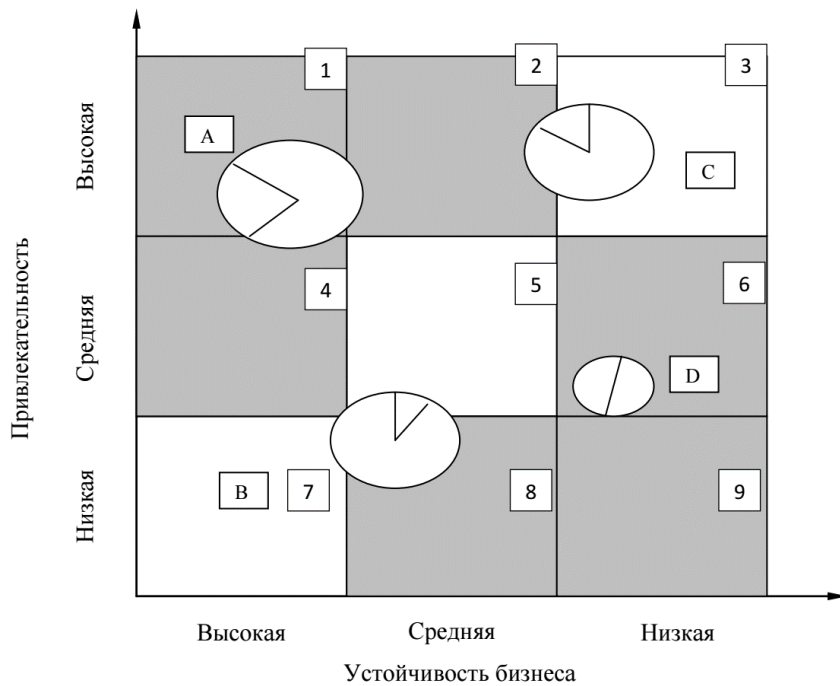 1
2
3
A
C
Высокая
4
5
6
D
Средняя
Привлекательность
B
7
8
9
Низкая
Высокая
Средняя
Низкая
Устойчивость бизнеса